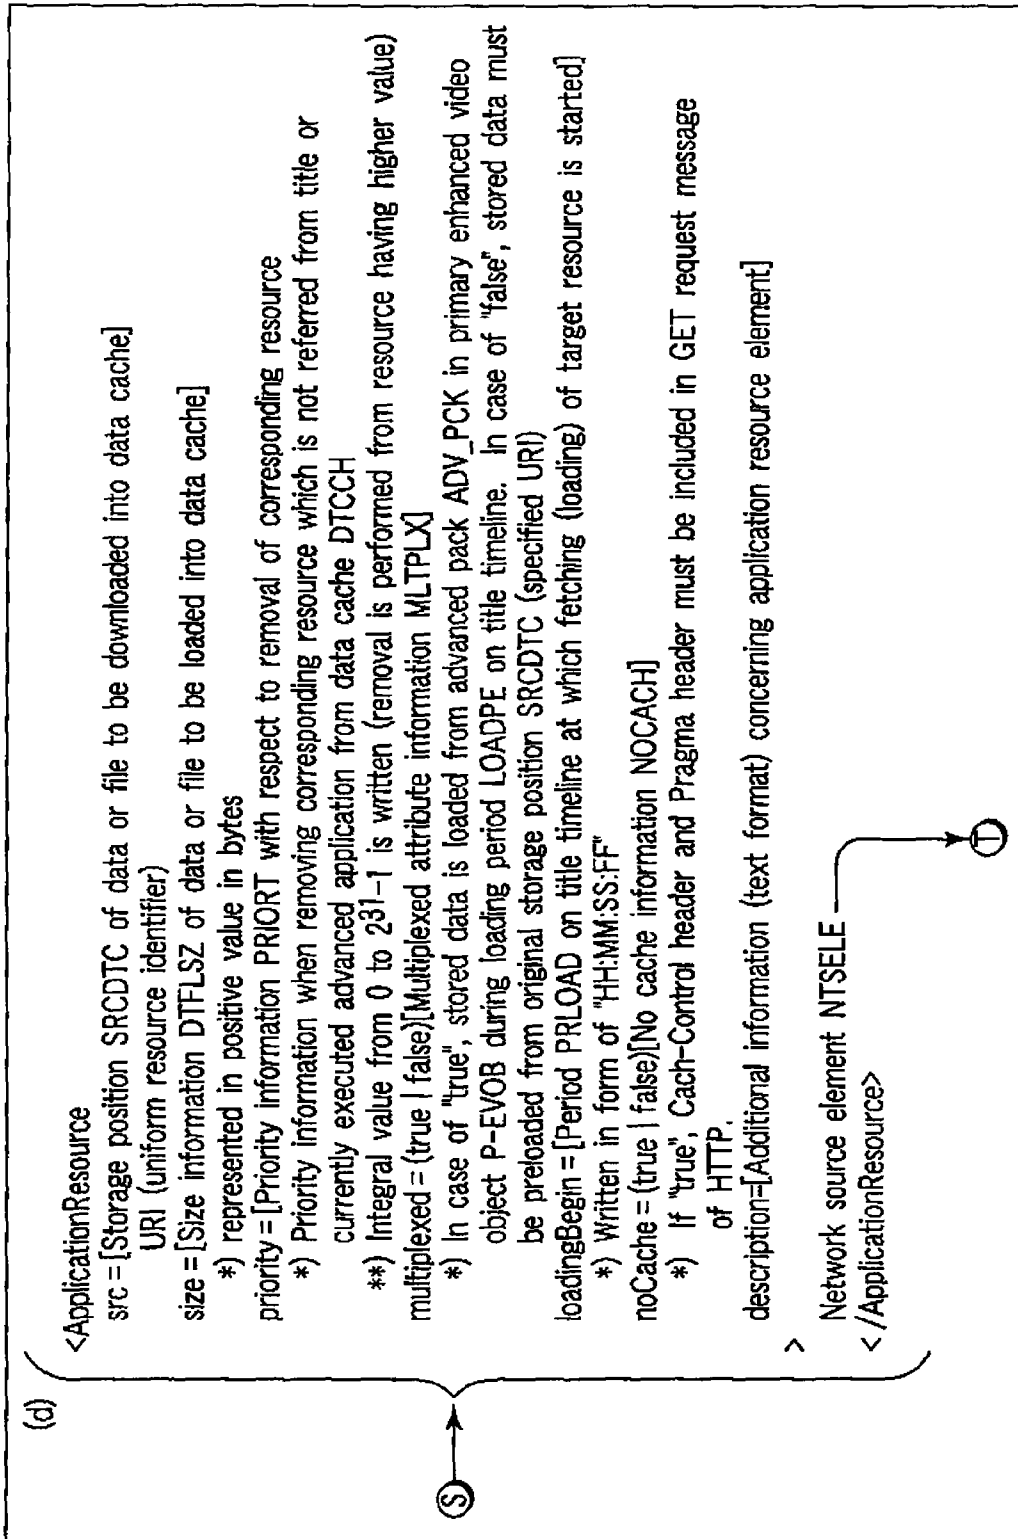 (d)
<ApplicationResource
src = [Storage position SRCDTC of data or file to be downloaded into data cache]
URI (uniform resource identifier)
size = [Size information DTFLSZ of data or file to be loaded into data cache]
*) represented in positive value in bytes
priority = [Priority information PRIORT with respect to removal of corresponding resource
*) Priority information when removing corresponding resource which is not referred from title or
currently executed advanced application from data cache DTCCH
**) Integral value from 0 to 2^31-1 is written (removal is performed from resource having higher value)
multiplexed = (true | false)[Multiplexed attribute information MLTPLX]
*) In case of "true", stored data is loaded from advanced pack ADV_PCK in primary enhanced video
object P-EVOB during loading period LOADPE on title timeline. In case of "false", stored data must
be preloaded from original storage position SRCDTC (specified URI)
loadingBegin = [Period PRLOAD on title timeline at which fetching (loading) of target resource is started]
*) Written in form of "HH:MM:SS:FF"
noCache = (true | false)[No cache information NOCACH]
*) If "true", Cach-Control header and Pragma header must be included in GET request message
of HTTP.
description=[Additional information (text format) concerning application resource element]
>
Network source element NTSELE
</ApplicationResource>
S
T